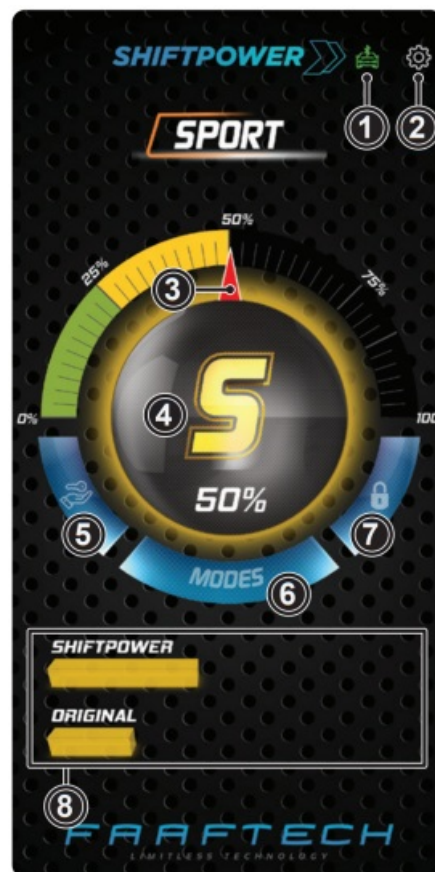 SHIFTPOWER
1 2
SPORT
50%
25% 75%
3
0% 100
4 S
50%
5 7
MODES 6
SHIFTPOWER
ORIGINAL
8
FAAFTECH
LIMITLESS TECHNOLOGY